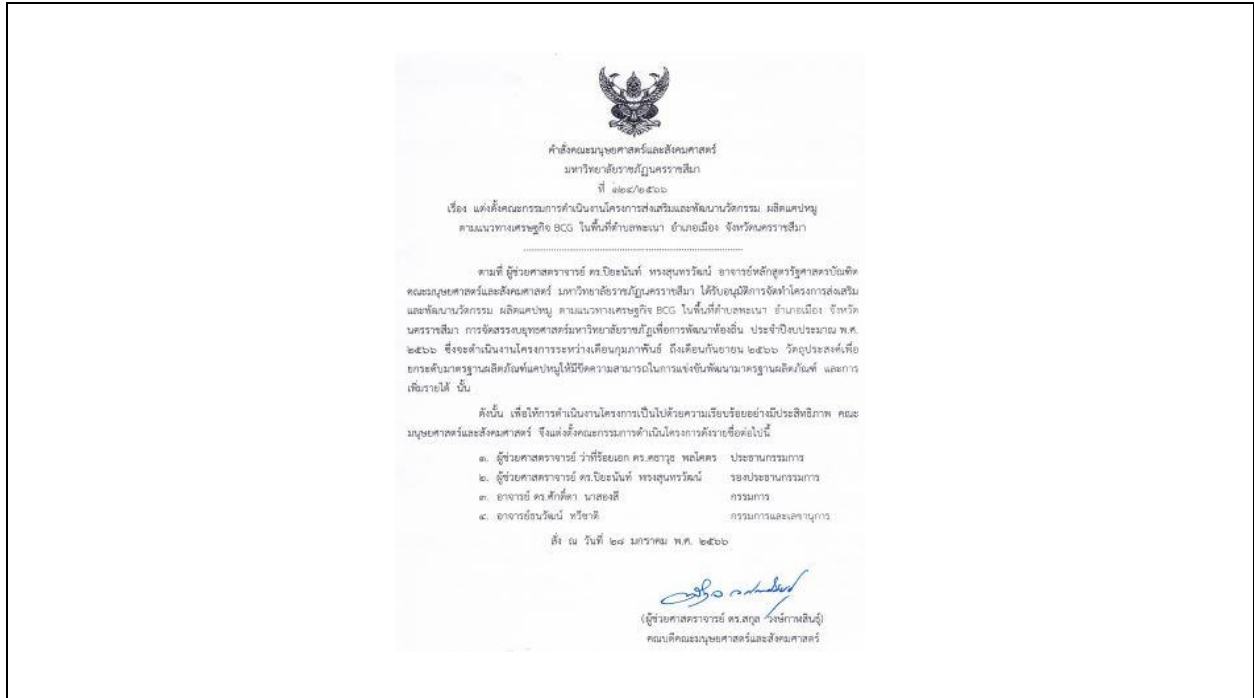 คำสั่งคณะมนุษยศาสตร์และสังคมศาสตร์
มหาวิทยาลัยราชภัฏนครราชสีมา
ที่ ๑๒๔/๒๕๖๖
เรื่อง แต่งตั้งคณะกรรมการดำเนินงานโครงการส่งเสริมและพัฒนานวัตกรรม ผลิตแคปหมู
ตามแนวทางเศรษฐกิจ BCG ในพื้นที่ตำบลพะเนา อำเภอเมือง จังหวัดนครราชสีมา
ตามที่ ผู้ช่วยศาสตราจารย์ ดร.ปิยะนันท์ ทรงสุนทรวัฒน์ อาจารย์หลักสูตรรัฐศาสตรบัณฑิต
คณะมนุษยศาสตร์และสังคมศาสตร์ มหาวิทยาลัยราชภัฏนครราชสีมา ได้รับอนุมัติการจัดทำโครงการส่งเสริม
และพัฒนานวัตกรรม ผลิตแคปหมู ตามแนวทางเศรษฐกิจ BCG ในพื้นที่ตำบลพะเนา อำเภอเมือง จังหวัด
นครราชสีมา การจัดสรรงบยุทธศาสตร์มหาวิทยาลัยราชภัฏเพื่อการพัฒนาท้องถิ่น ประจำปีงบประมาณ พ.ศ.
๒๕๖๖ ซึ่งจะดำเนินงานโครงการระหว่างเดือนกุมภาพันธ์ ถึงเดือนกันยายน ๒๕๖๖ วัตถุประสงค์เพื่อ
ยกระดับมาตรฐานผลิตภัณฑ์แคปหมูให้มีขีดความสามารถในการแข่งขันพัฒนามาตรฐานผลิตภัณฑ์ และการ
เพิ่มรายได้ นั้น
ดังนั้น เพื่อให้การดำเนินงานโครงการเป็นไปด้วยความเรียบร้อยอย่างมีประสิทธิภาพ คณะ
มนุษยศาสตร์และสังคมศาสตร์ จึงแต่งตั้งคณะกรรมการดำเนินโครงการดังรายชื่อต่อไปนี้
๑. ผู้ช่วยศาสตราจารย์ ว่าที่ร้อยเอก ดร.คธาวุธ พลโคตร ประธานกรรมการ
๒. ผู้ช่วยศาสตราจารย์ ดร.ปิยะนันท์ ทรงสุนทรวัฒน์ รองประธานกรรมการ
๓. อาจารย์ ดร.ศักดิ์ดา นาสองสี กรรมการ
๔. อาจารย์ธนวัฒน์ ทวีชาติ กรรมการและเลขานุการ
สั่ง ณ วันที่ ๒๘ มกราคม พ.ศ. ๒๕๖๖
(ผู้ช่วยศาสตราจารย์ ดร.สกุล วงษ์กาฬสินธุ์)
คณบดีคณะมนุษยศาสตร์และสังคมศาสตร์